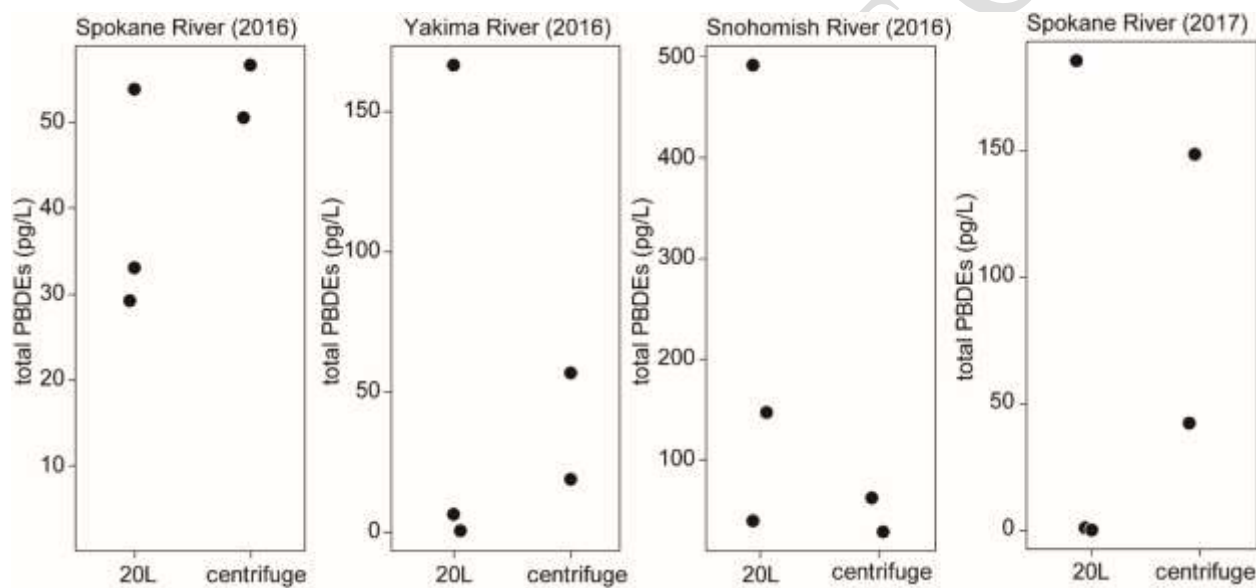 Spokane River (2016)
Yakima River (2016)
Snohomish River (2016)
Spokane River (2017)
total PBDEs (pg/L)
50
40
30
20
10
20L
centrifuge
total PBDEs (pg/L)
150
100
50
0
20L
centrifuge
total PBDEs (pg/L)
500
400
300
200
100
20L
centrifuge
total PBDEs (pg/L)
150
100
50
0
20L
centrifuge